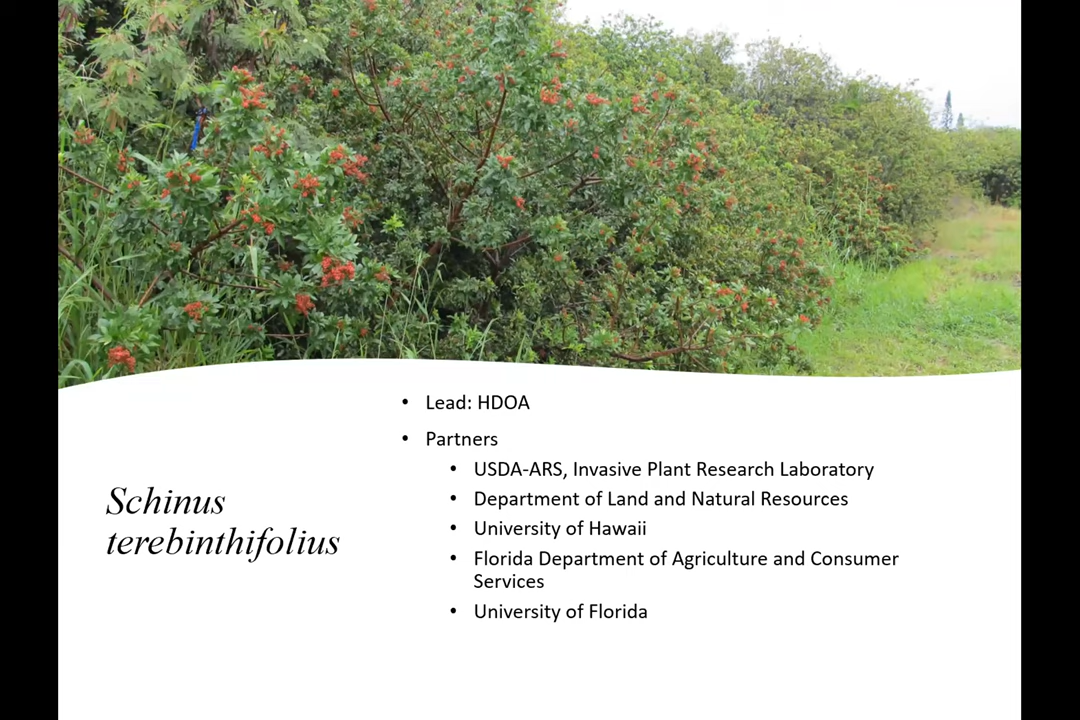 Schinus
terebinthifolius
• Lead: HDOA
• Partners
• USDA-ARS, Invasive Plant Research Laboratory
• Department of Land and Natural Resources
• University of Hawaii
• Florida Department of Agriculture and Consumer
Services
• University of Florida